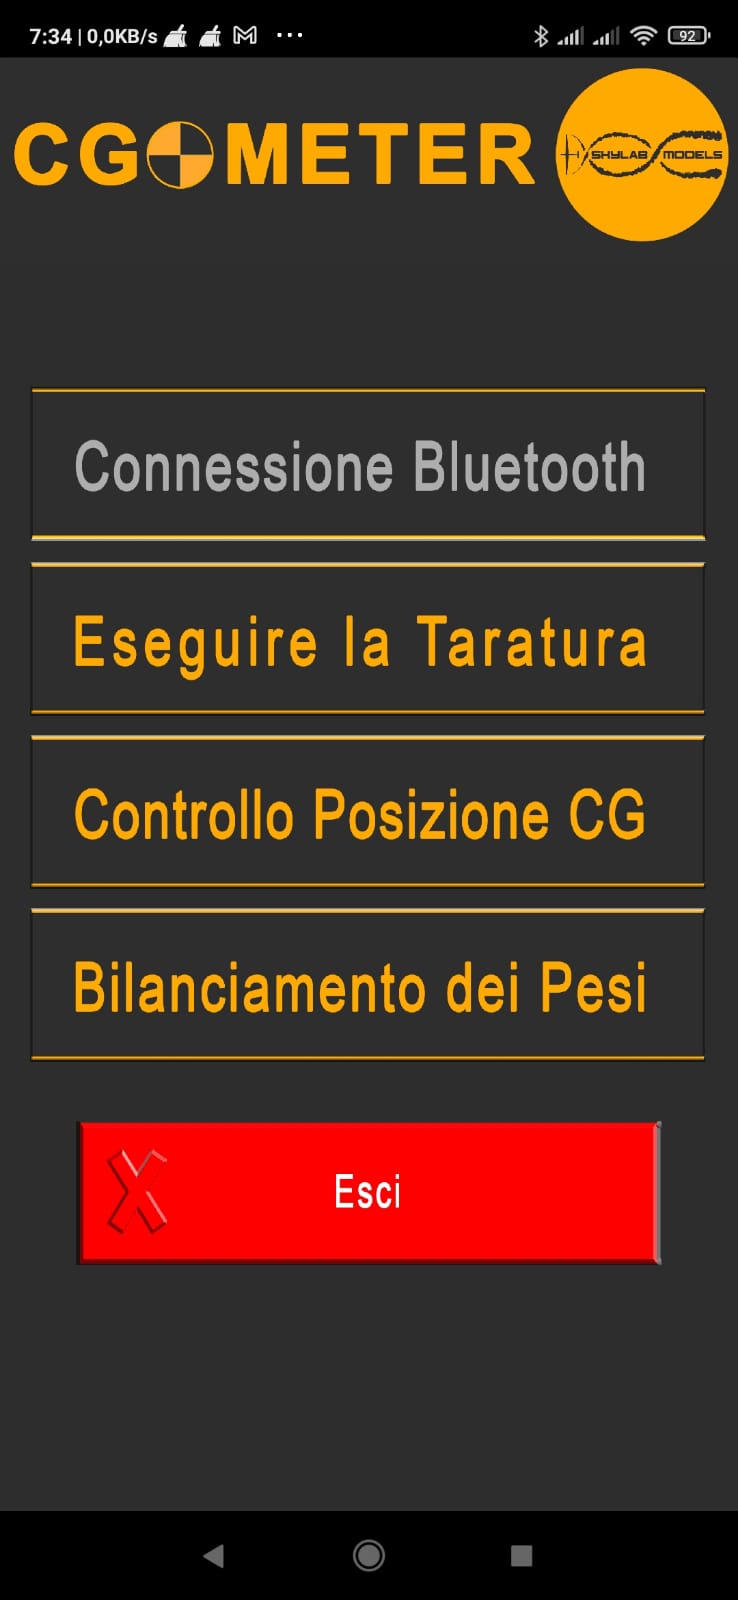 7:34 | 0,0KB/s
92
CG METER
SKYLAB MODELS
Connessione Bluetooth
Eseguire la Taratura
Controllo Posizione CG
Bilanciamento dei Pesi
Esci